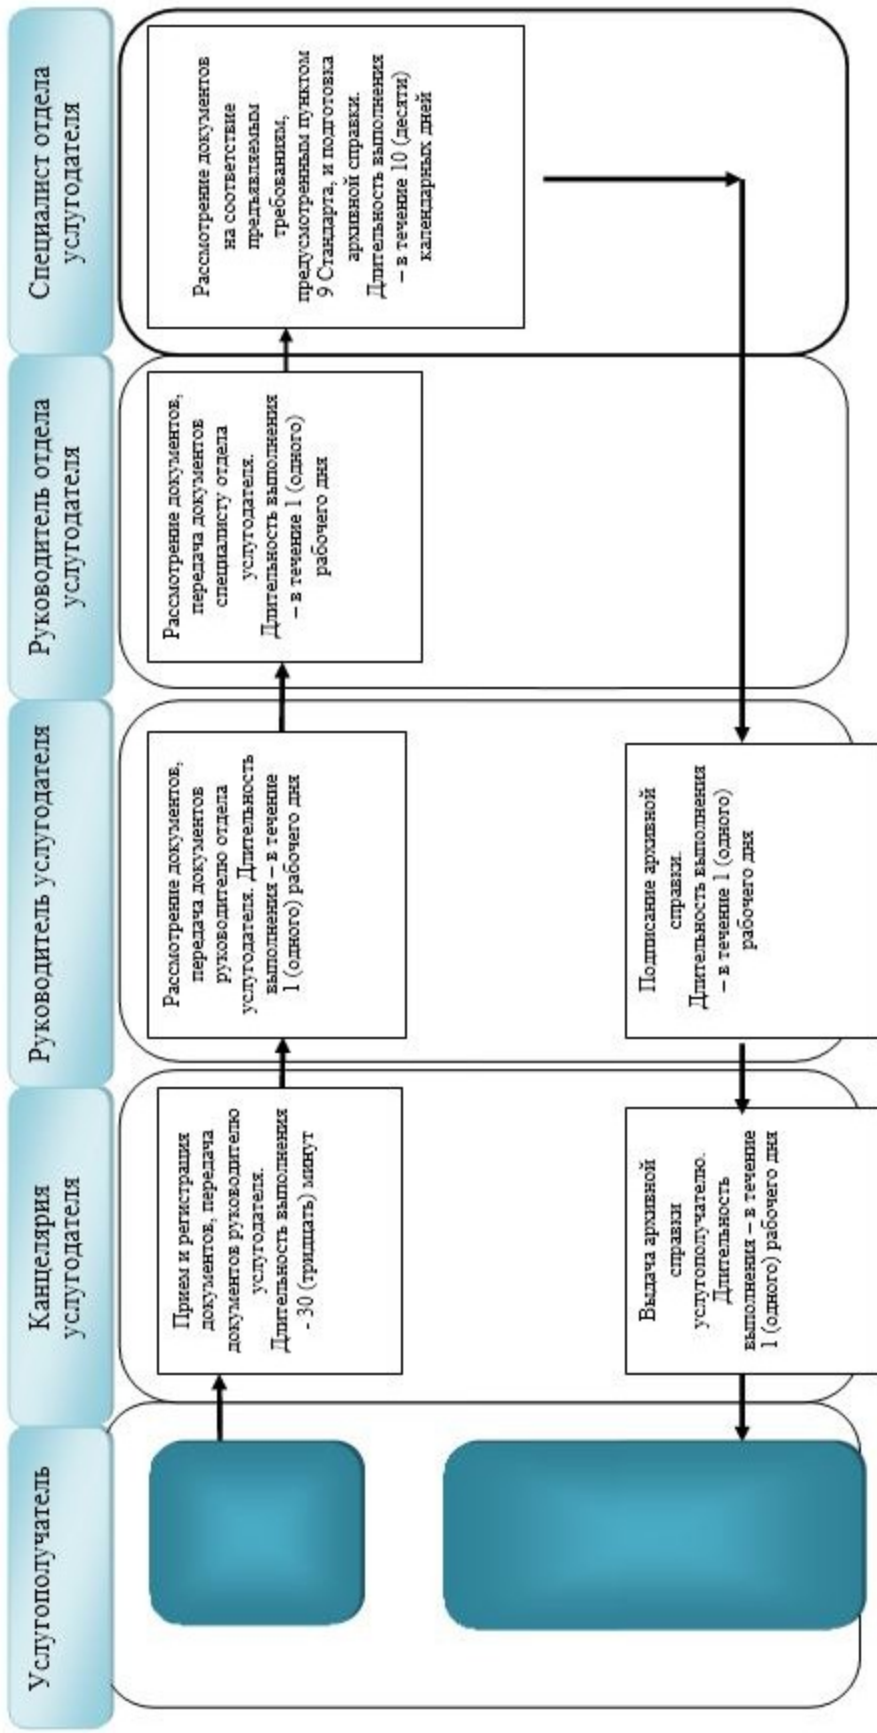 Услугополучатель
Канцелярия
услугодателя
Руководитель услугодателя
Руководитель отдела
услугодателя
Специалист отдела
услугодателя
Прием и регистрация
документов, передача
документов руководителю
услугодателя.
Длительность выполнения
- 30 (тридцать) минут
Рассмотрение документов,
передача документов
руководителю отдела
услугодателя. Длительность
выполнения – в течение
1 (одного) рабочего дня
Рассмотрение документов,
передача документов
специалисту отдела
услугодателя.
Длительность выполнения
– в течение 1 (одного)
рабочего дня
Рассмотрение документов
на соответствие
предъявляемым
требованиям,
предусмотренным пунктом
9 Стандарта, и подготовка
архивной справки.
Длительность выполнения
– в течение 10 (десяти)
календарных дней
Подписание архивной
справки.
Длительность выполнения
– в течение 1 (одного)
рабочего дня
Выдача архивной
справки
услугополучателю.
Длительность
выполнения – в течение
1 (одного) рабочего дня